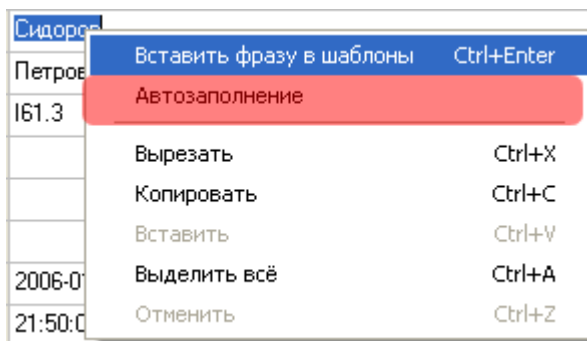 Сидоров
Вставить фразу в шаблоны Ctrl+Enter
Петров
Автозаполнение
I61.3
Вырезать Ctrl+X
Копировать Ctrl+C
Вставить Ctrl+V
2006-0
Выделить всё Ctrl+A
21:50:0
Отменить Ctrl+Z